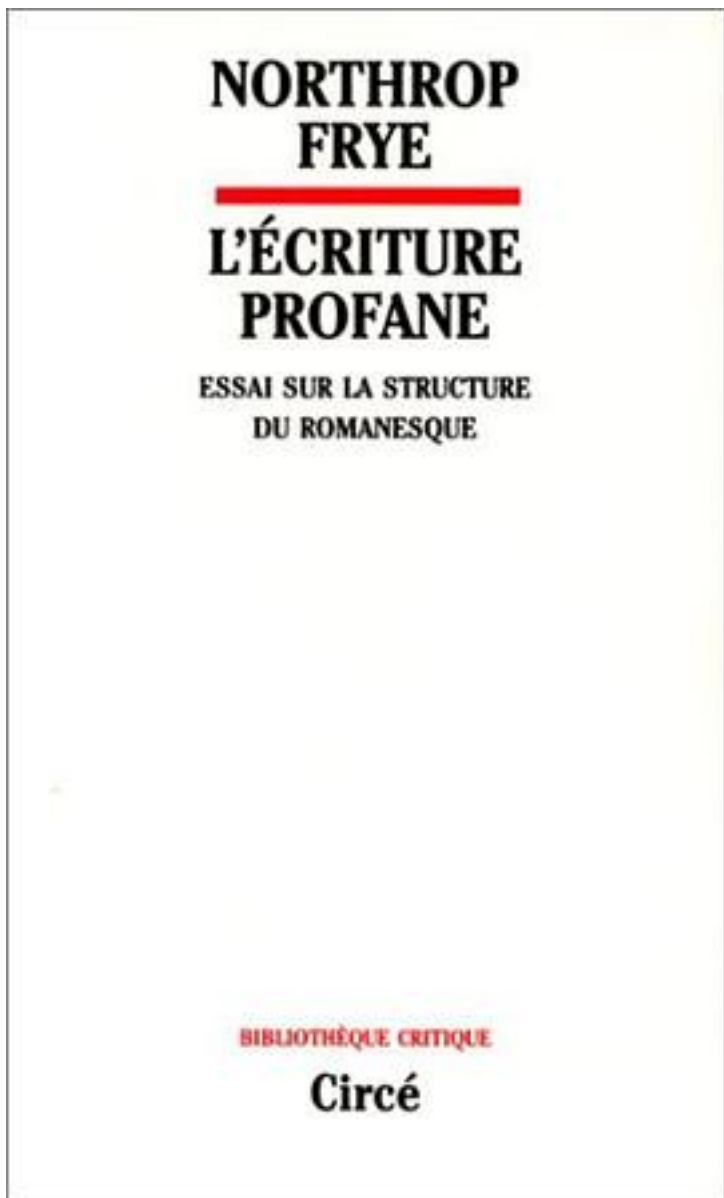 NORTHROP
FRYE
L'ÉCRITURE
PROFANE
ESSAI SUR LA STRUCTURE
DU ROMANESQUE
BIBLIOTHÈQUE CRITIQUE
Circé